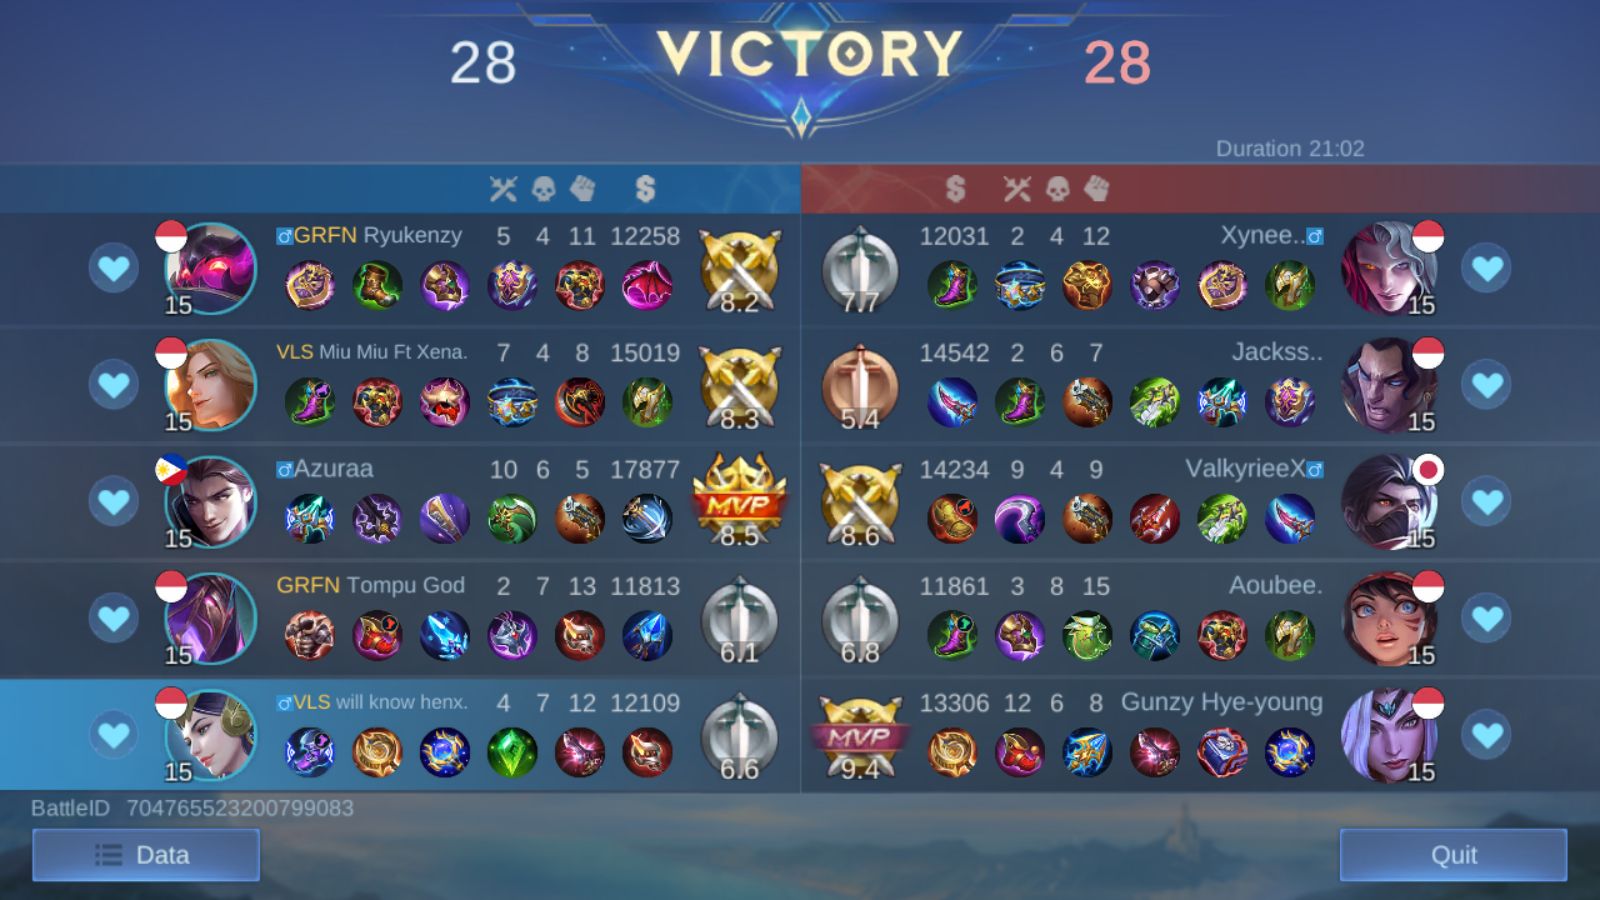 28 VICTORY 28
Duration 21:02
GRFN Ryukenzy 5 4 11 12258 8.2 15
7.7 12031 2 4 12 Xynee.. 15
VLS Miu Miu Ft Xena. 7 4 8 15019 8.3 15
5.4 14542 2 6 7 Jackss.. 15
Azuraa 10 6 5 17877 MVP 8.5 15
8.6 14234 9 4 9 ValkyrieeX 15
GRFN Tompu God 2 7 13 11813 6.1 15
6.8 11861 3 8 15 Aoubee. 15
VLS will know henx. 4 7 12 12109 6.6 15
MVP 9.4 13306 12 6 8 Gunzy Hye-young 15
BattleID 704765523200799083
Data
Quit